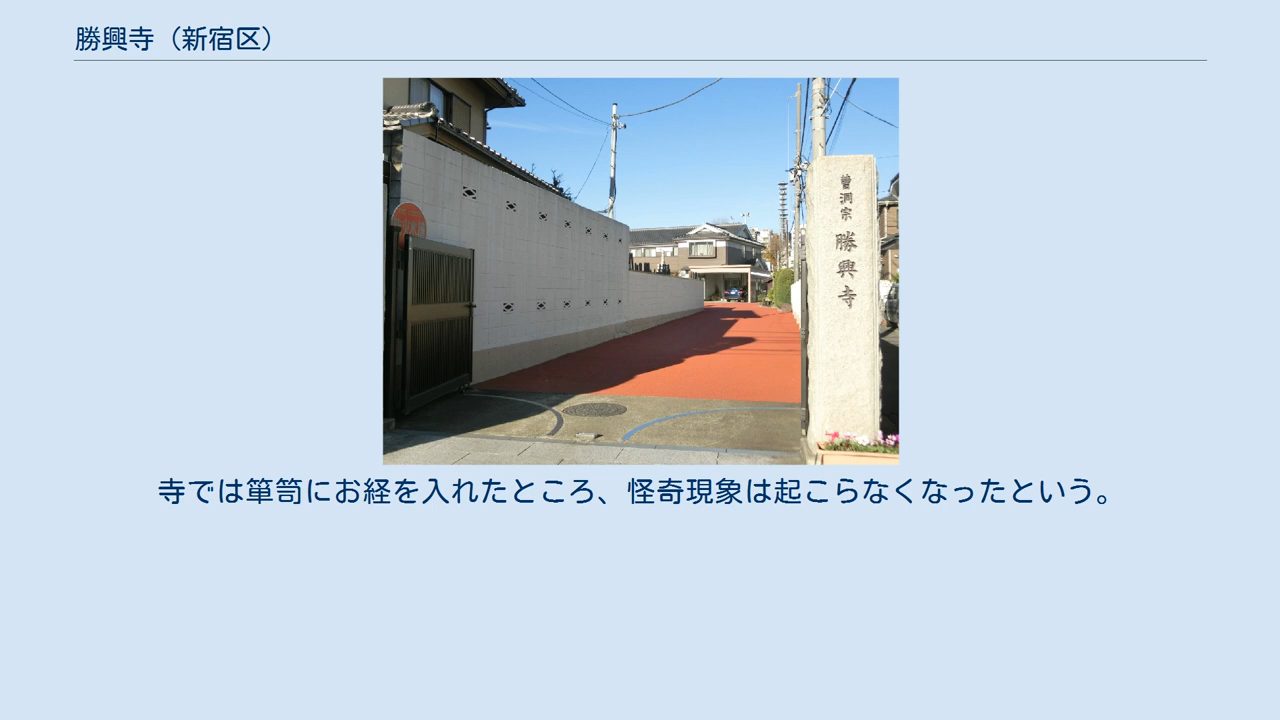 勝興寺（新宿区）
曹洞宗
勝興寺
寺では箪笥にお経を入れたところ、怪奇現象は起こらなくなったという。